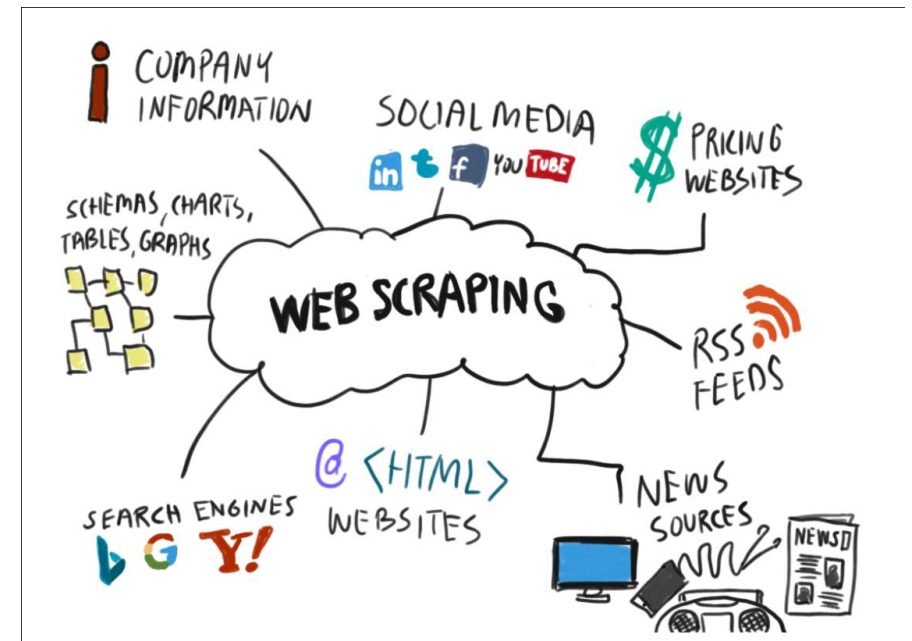 COMPANY
INFORMATION
SOCIAL MEDIA
in t f YOU TUBE
$ PRICING
WEBSITES
SCHEMAS, CHARTS,
TABLES, GRAPHS
WEB SCRAPING
RSS
FEEDS
@ <HTML>
WEBSITES
SEARCH ENGINES
b G Y!
NEWS
SOURCES
NEWS